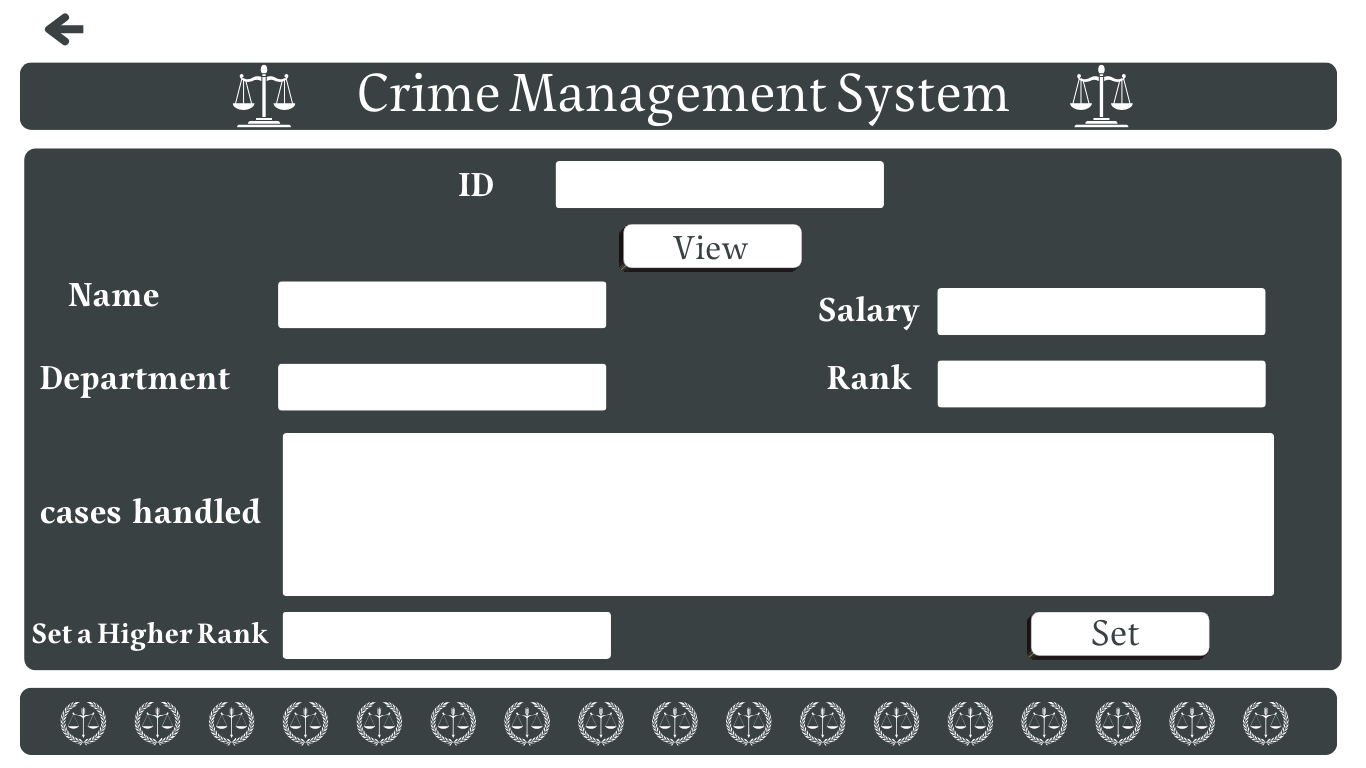 Crime Management System
ID
View
Name
Salary
Department
Rank
cases handled
Set a Higher Rank
Set